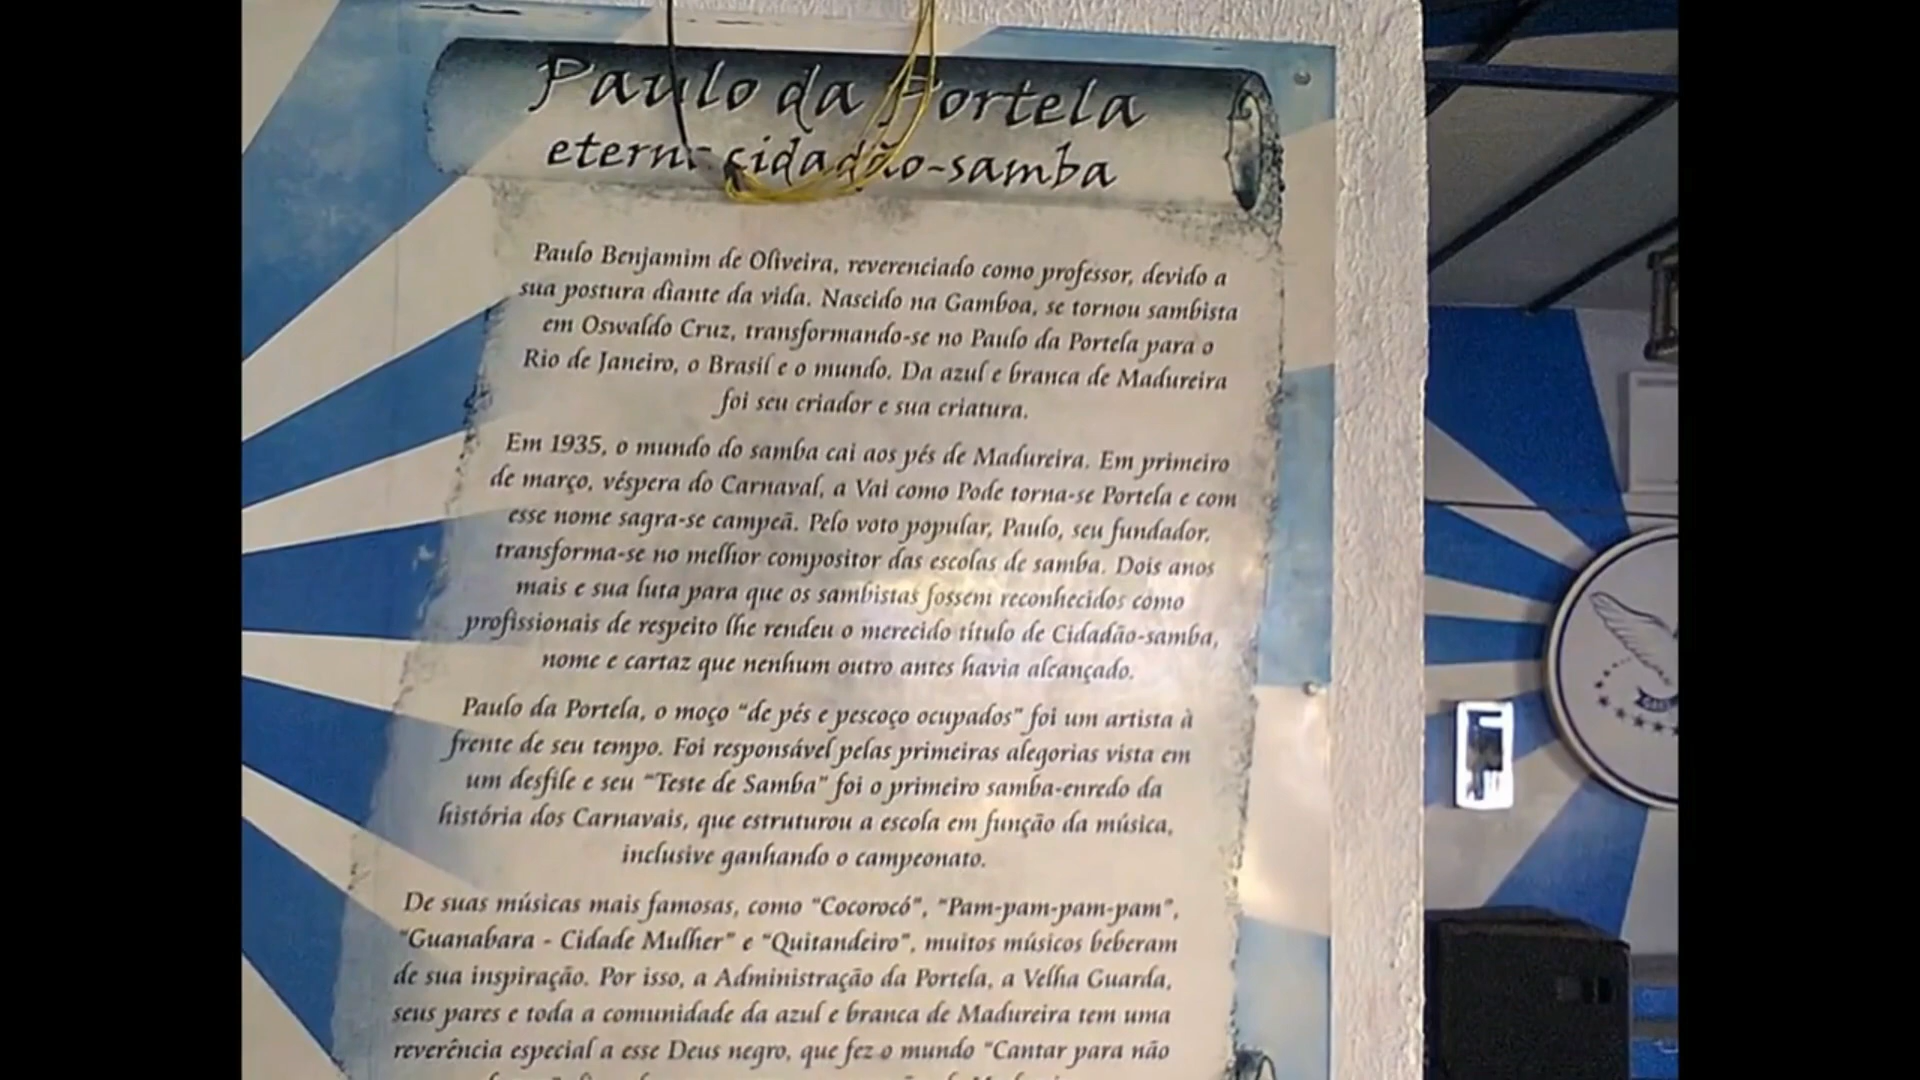 Paulo da Portela
eterno cidadão-samba
Paulo Benjamim de Oliveira, reverenciado como professor, devido a
sua postura diante da vida. Nascido na Gamboa, se tornou sambista
em Oswaldo Cruz, transformando-se no Paulo da Portela para o
Rio de Janeiro, o Brasil e o mundo. Da azul e branca de Madureira
foi seu criador e sua criatura.
Em 1935, o mundo do samba cai aos pés de Madureira. Em primeiro
de março, véspera do Carnaval, a Vai como Pode torna-se Portela e com
esse nome sagra-se campeã. Pelo voto popular, Paulo, seu fundador,
transforma-se no melhor compositor das escolas de samba. Dois anos
mais e sua luta para que os sambistas fossem reconhecidos como
profissionais de respeito lhe rendeu o merecido título de Cidadão-samba,
nome e cartaz que nenhum outro antes havia alcançado.
Paulo da Portela, o moço "de pés e pescoço ocupados" foi um artista à
frente de seu tempo. Foi responsável pelas primeiras alegorias vista em
um desfile e seu "Teste de Samba" foi o primeiro samba-enredo da
história dos Carnavais, que estruturou a escola em função da música,
inclusive ganhando o campeonato.
De suas músicas mais famosas, como "Cocorocó", "Pam-pam-pam-pam",
"Guanabara - Cidade Mulher" e "Quitandeiro", muitos músicos beberam
de sua inspiração. Por isso, a Administração da Portela, a Velha Guarda,
seus pares e toda a comunidade da azul e branca de Madureira tem uma
reverência especial a esse Deus negro, que fez o mundo "Cantar para não